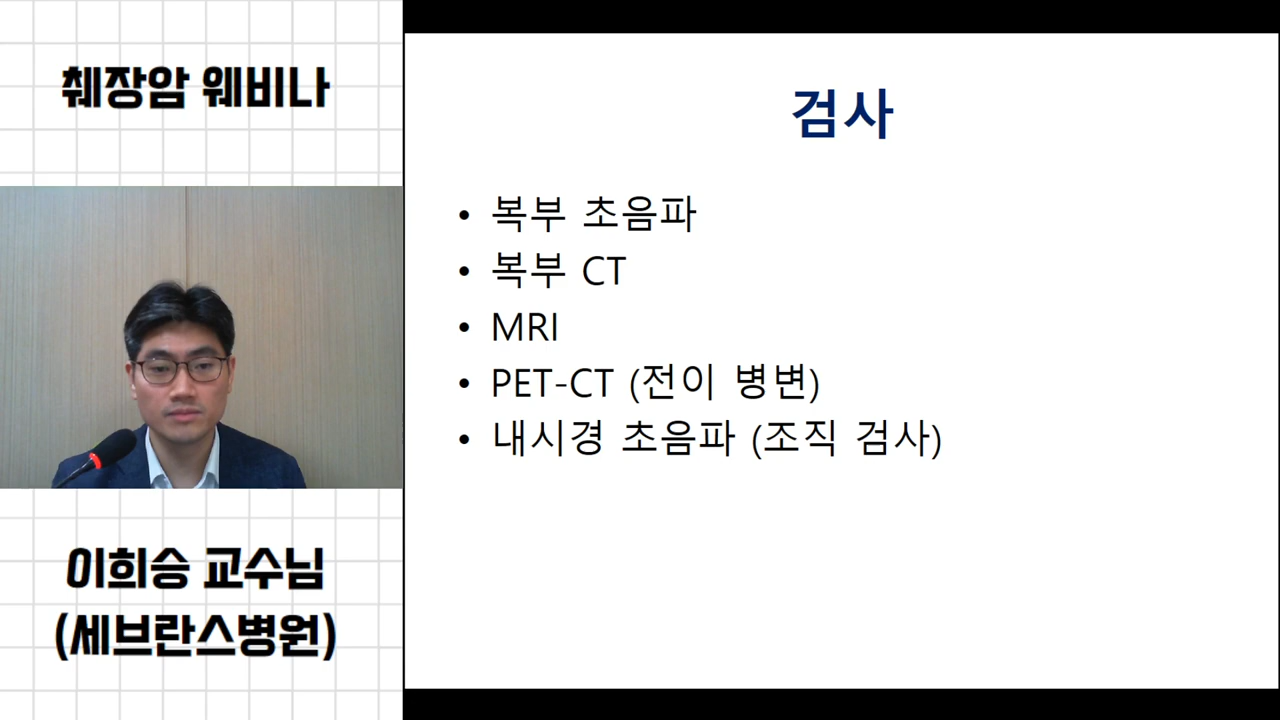 췌장암 웨비나
이희승 교수님
(세브란스병원)
검사
• 복부 초음파
• 복부 CT
• MRI
• PET-CT (전이 병변)
• 내시경 초음파 (조직 검사)